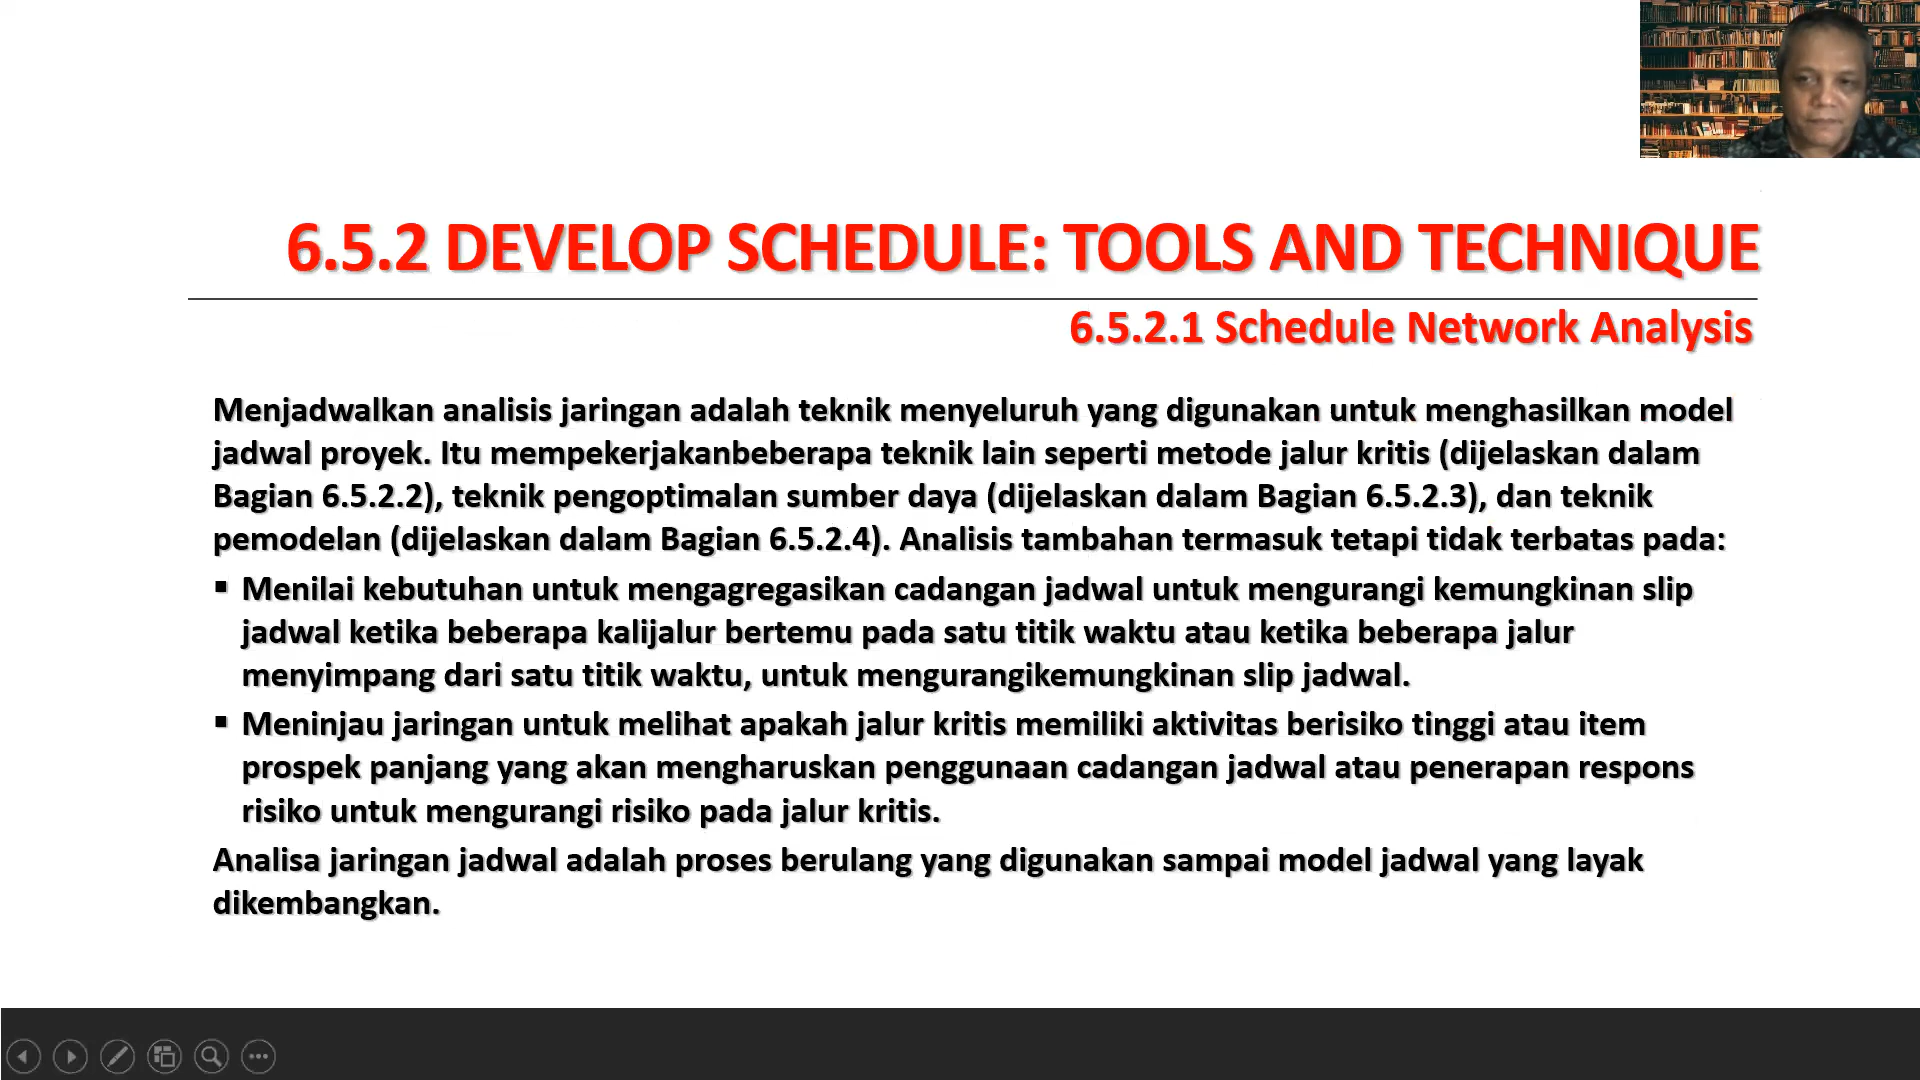 6.5.2 DEVELOP SCHEDULE: TOOLS AND TECHNIQUE
6.5.2.1 Schedule Network Analysis
Menjadwalkan analisis jaringan adalah teknik menyeluruh yang digunakan untuk menghasilkan model
jadwal proyek. Itu mempekerjakanbeberapa teknik lain seperti metode jalur kritis (dijelaskan dalam
Bagian 6.5.2.2), teknik pengoptimalan sumber daya (dijelaskan dalam Bagian 6.5.2.3), dan teknik
pemodelan (dijelaskan dalam Bagian 6.5.2.4). Analisis tambahan termasuk tetapi tidak terbatas pada:
▪ Menilai kebutuhan untuk mengagregasikan cadangan jadwal untuk mengurangi kemungkinan slip
jadwal ketika beberapa kalijalur bertemu pada satu titik waktu atau ketika beberapa jalur
menyimpang dari satu titik waktu, untuk mengurangikemungkinan slip jadwal.
▪ Meninjau jaringan untuk melihat apakah jalur kritis memiliki aktivitas berisiko tinggi atau item
prospek panjang yang akan mengharuskan penggunaan cadangan jadwal atau penerapan respons
risiko untuk mengurangi risiko pada jalur kritis.
Analisa jaringan jadwal adalah proses berulang yang digunakan sampai model jadwal yang layak
dikembangkan.